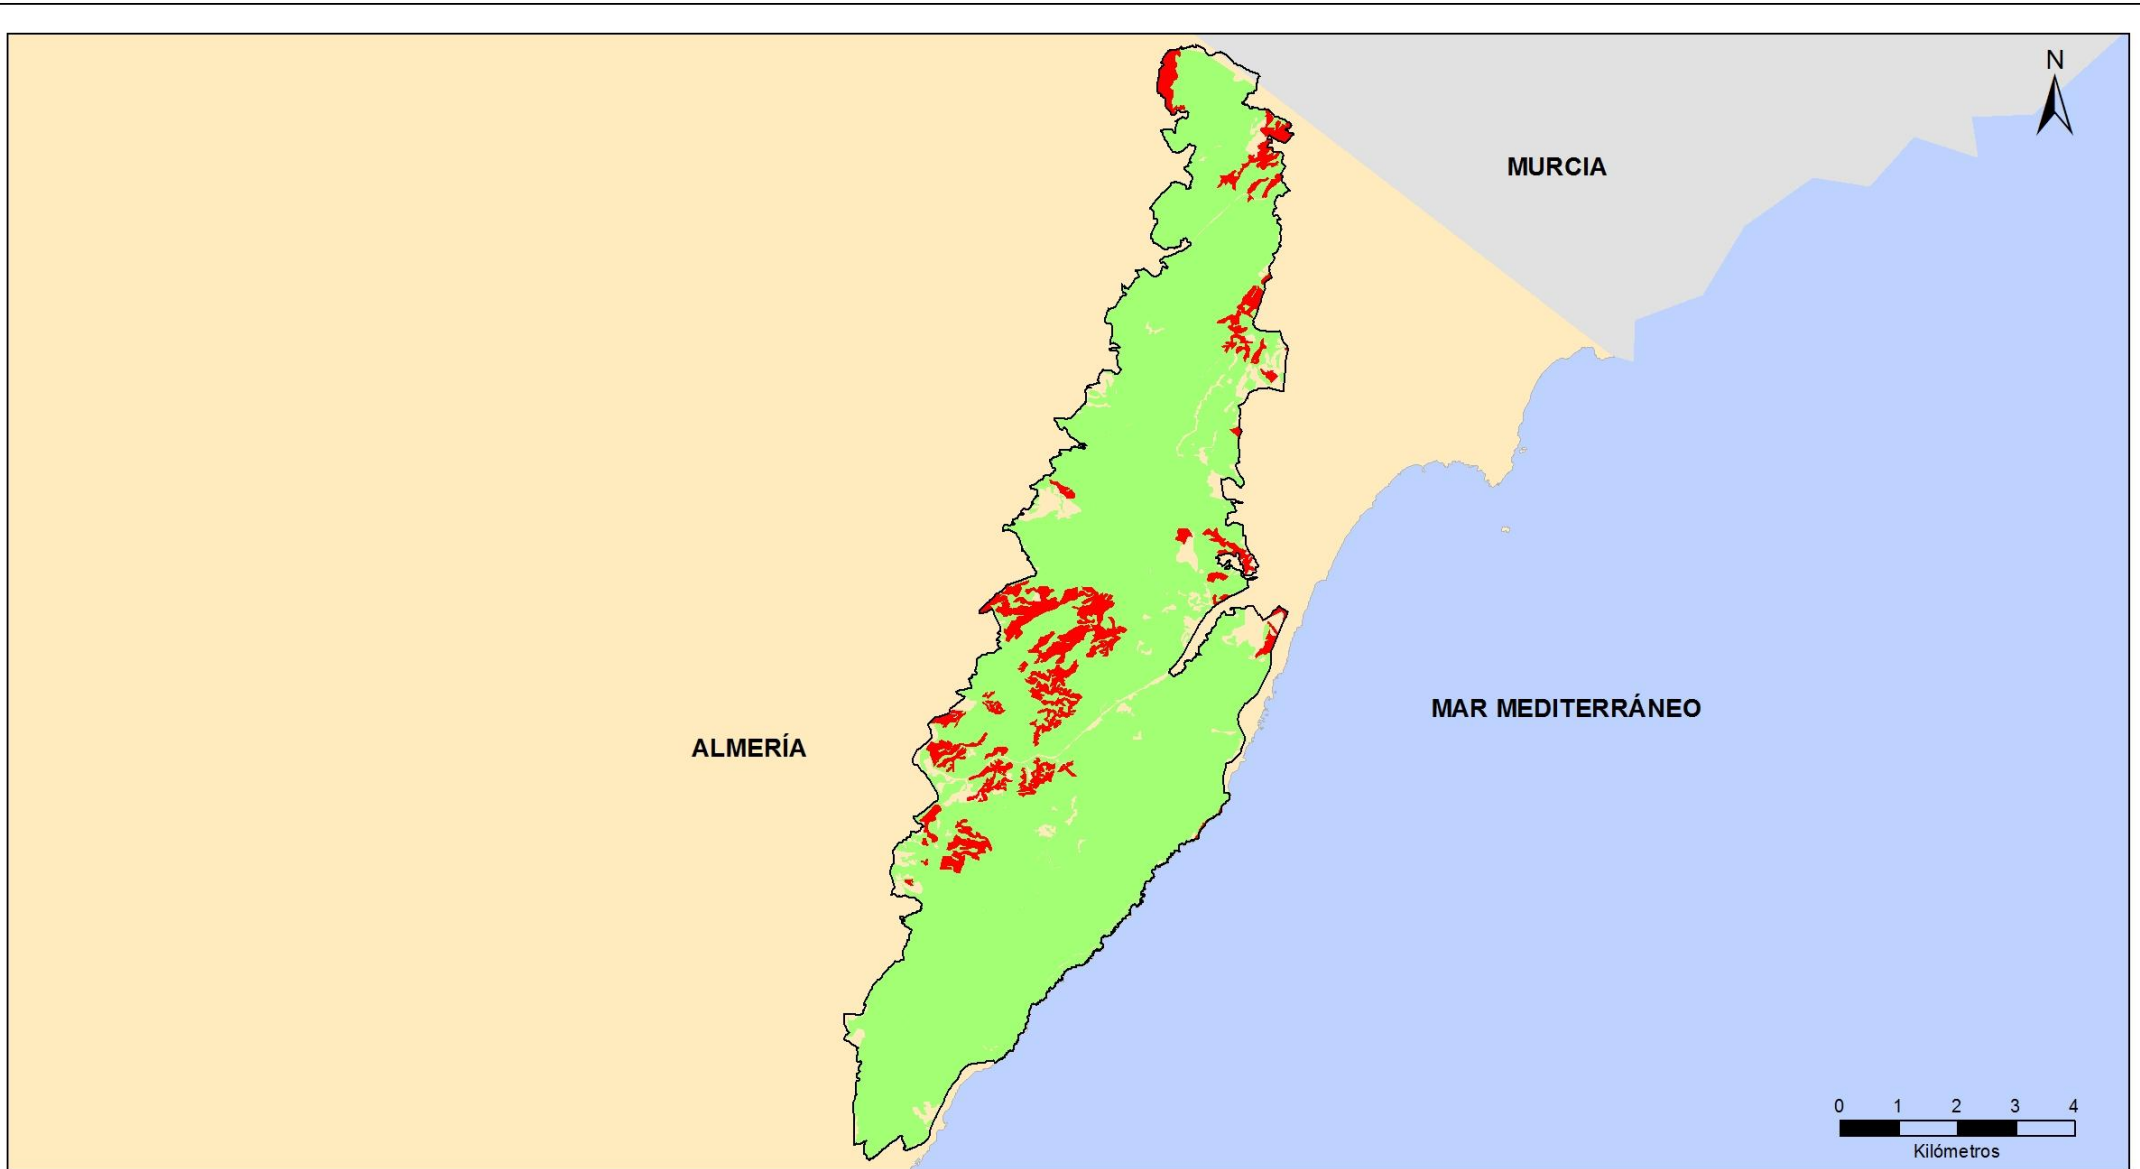 N
MURCIA
MAR MEDITERRÁNEO
ALMERÍA
0 1 2 3 4
Kilómetros